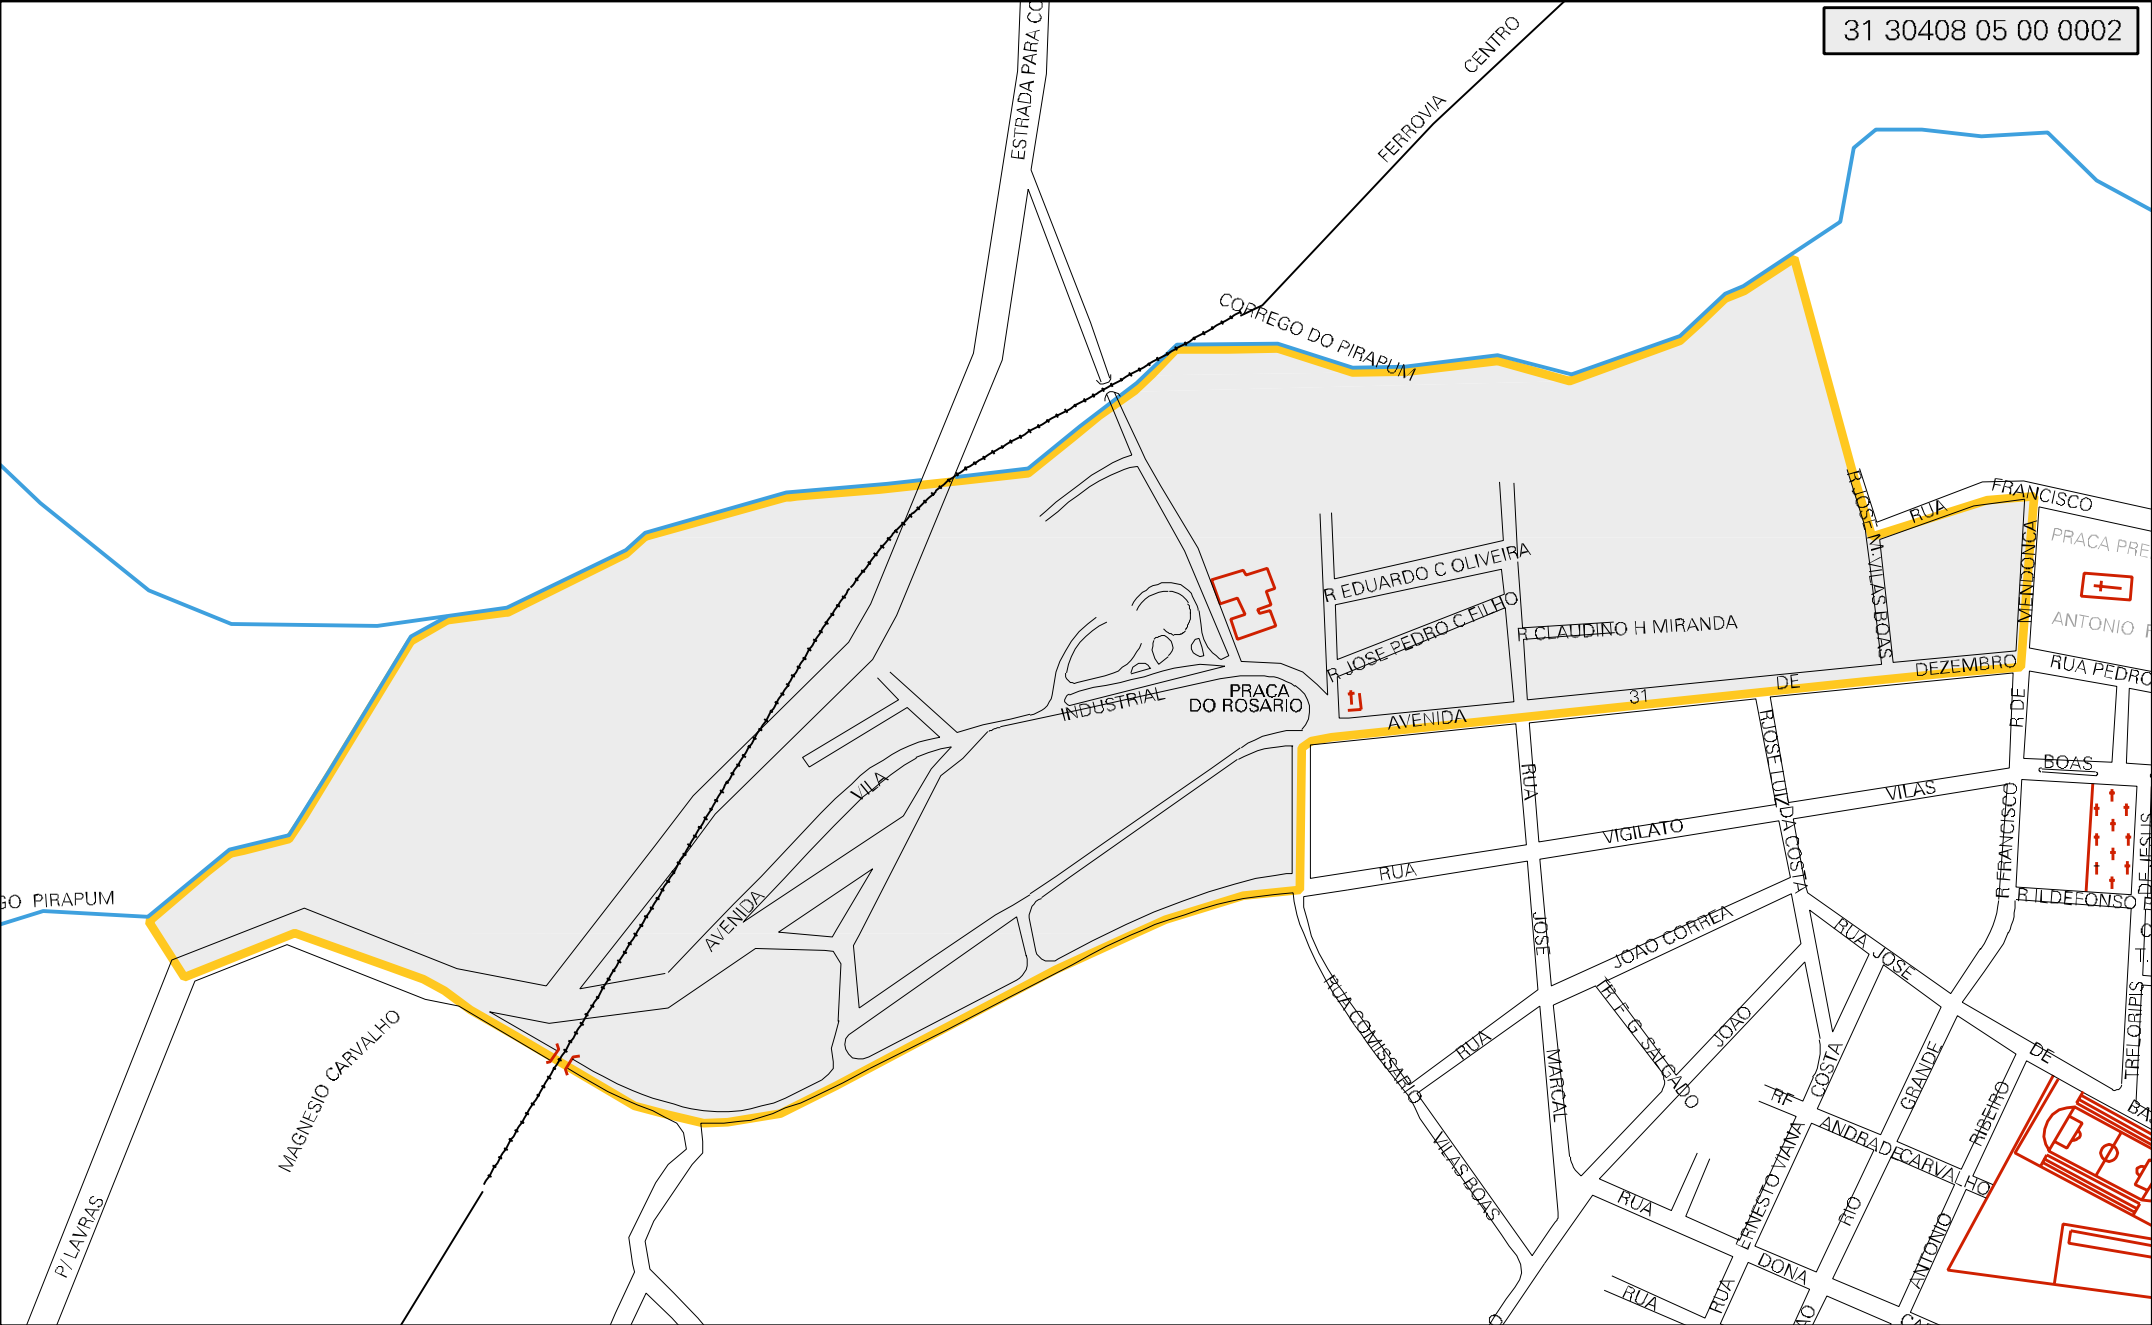 31 30408 05 00 0002
ESTRADA PARA CO
FERROVIA CENTRO
CORREGO DO PIRAPUM
R JOSE M. VILAS BOAS
RUA FRANCISCO
MENDONCA
PRACA PRE
ANTONIO
R EDUARDO C OLIVEIRA
R JOSE PEDRO C FILHO
R CLAUDINO H MIRANDA
RUA PEDRO
AVENIDA 31 DE DEZEMBRO
PRACA
DO ROSARIO
INDUSTRIAL
AVENIDA VILA
GO PIRAPUM
MAGNESIO CARVALHO
P/ LAVRAS
R DE
BOAS
R FRANCISCO
R ILDEFONSO
DE JESUS
TRELORIPIS
RUA VIGILATO VILAS
RUA JOSE MARCAL
R JOSE LUIZ DA COSTA
RUA JOAO CORREA
RUA JOSE DE
RUA COMISSARIO VILAS BOAS
R F G SALGADO
JOAO
COSTA
GRANDE
RIBEIRO
RF
ANDRADE
CARVALHO
ERNESTO VIANA
RUA
RIO
ANTONIO
RUA
DONA
RUA